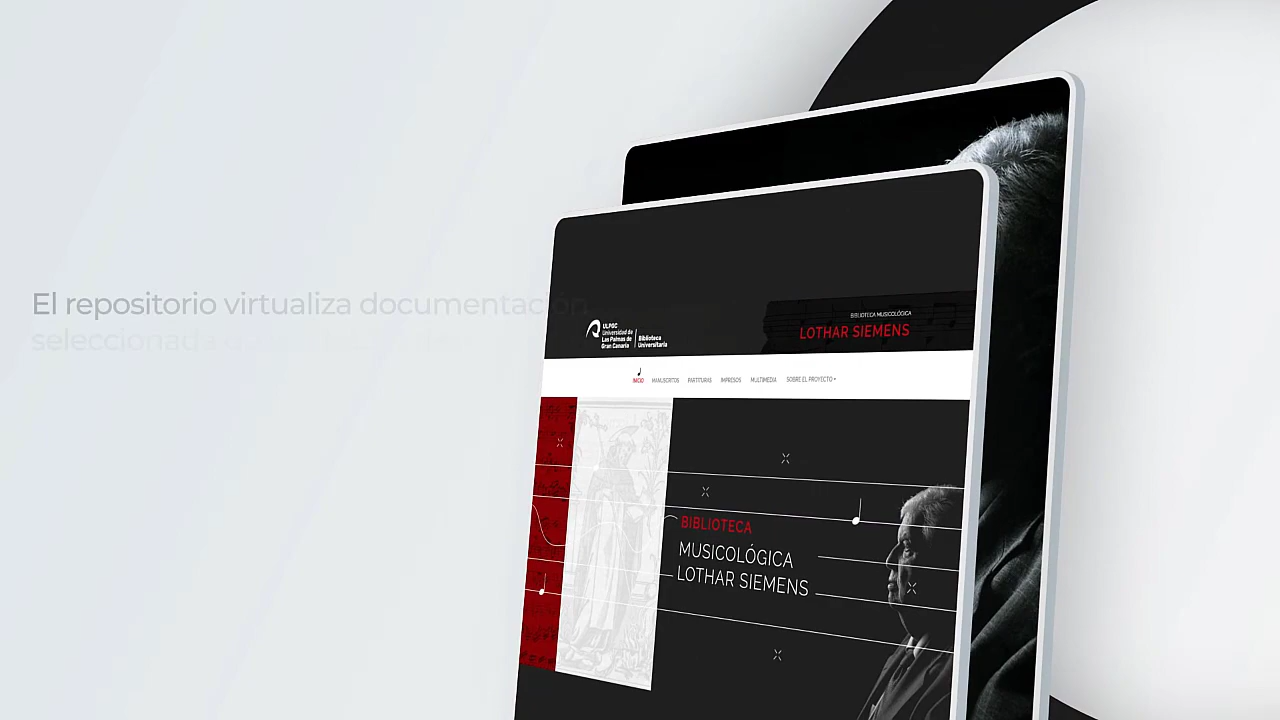 El repositorio virtualiza documentación
ULPGC
Universidad de
Las Palmas de
Gran Canaria
Biblioteca
Universitaria
BIBLIOTECA MUSICOLÓGICA
LOTHAR SIEMENS
INICIO MANUSCRITOS PARTITURAS IMPRESOS MULTIMEDIA SOBRE EL PROYECTO
BIBLIOTECA
MUSICOLÓGICA
LOTHAR SIEMENS